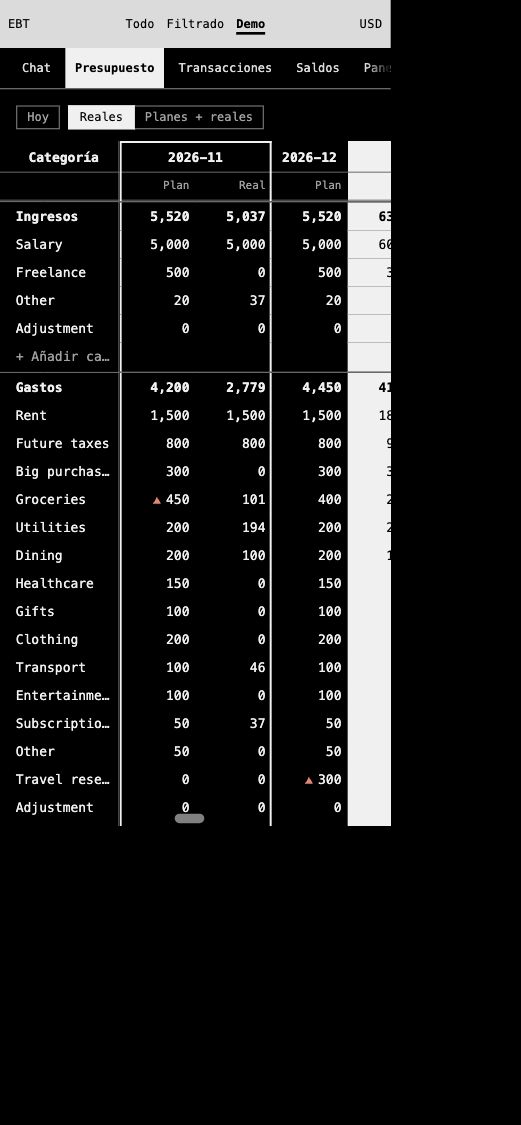 EBT Todo Filtrado Demo USD
Chat Presupuesto Transacciones Saldos
Hoy Reales Planes + reales
Categoría 2026-11 2026-12
Plan Real Plan
Ingresos 5,520 5,037 5,520
Salary 5,000 5,000 5,000
Freelance 500 0 500
Other 20 37 20
Adjustment 0 0 0
+ Añadir ca…
Gastos 4,200 2,779 4,450
Rent 1,500 1,500 1,500
Future taxes 800 800 800
Big purchas… 300 0 300
Groceries ▲ 450 101 400
Utilities 200 194 200
Dining 200 100 200
Healthcare 150 0 150
Gifts 100 0 100
Clothing 200 0 200
Transport 100 46 100
Entertainme… 100 0 100
Subscriptio… 50 37 50
Other 50 0 50
Travel rese… 0 0 ▲ 300
Adjustment 0 0 0